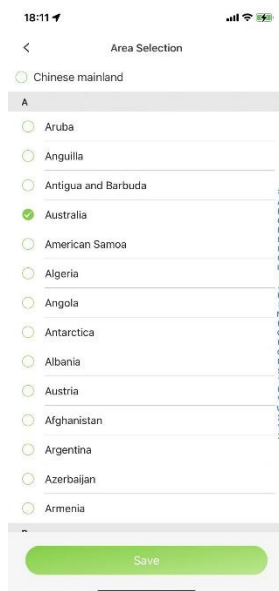 18:11
Area Selection
Chinese mainland
A
Aruba
Anguilla
Antigua and Barbuda
Australia
American Samoa
Algeria
Angola
Antarctica
Albania
Austria
Afghanistan
Argentina
Azerbaijan
Armenia
Save